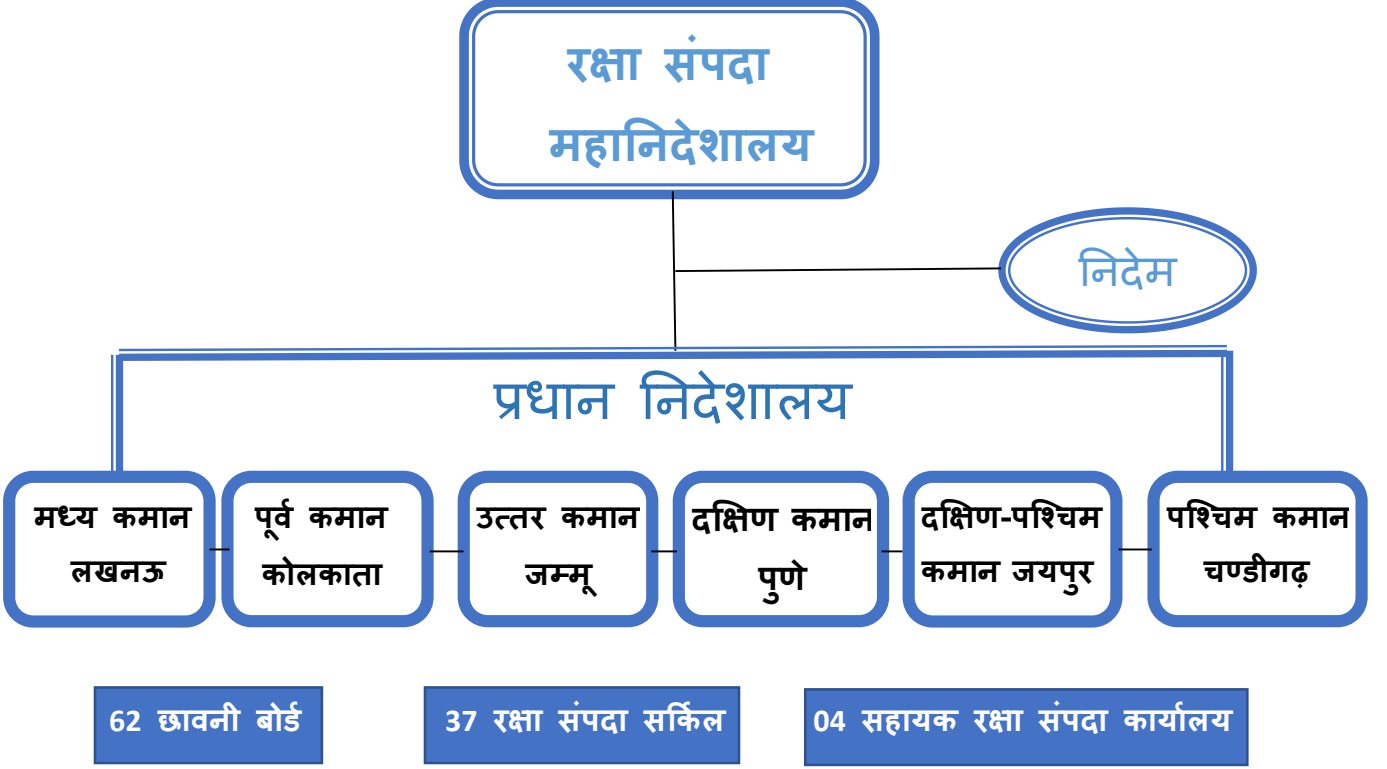 रक्षा संपदा
महानिदेशालय
निदेम
प्रधान निदेशालय
मध्य कमान
लखनऊ
पूर्व कमान
कोलकाता
उत्तर कमान
जम्मू
दक्षिण कमान
पुणे
दक्षिण-पश्चिम
कमान जयपुर
पश्चिम कमान
चण्डीगढ़
62 छावनी बोर्ड
37 रक्षा संपदा सर्किल
04 सहायक रक्षा संपदा कार्यालय